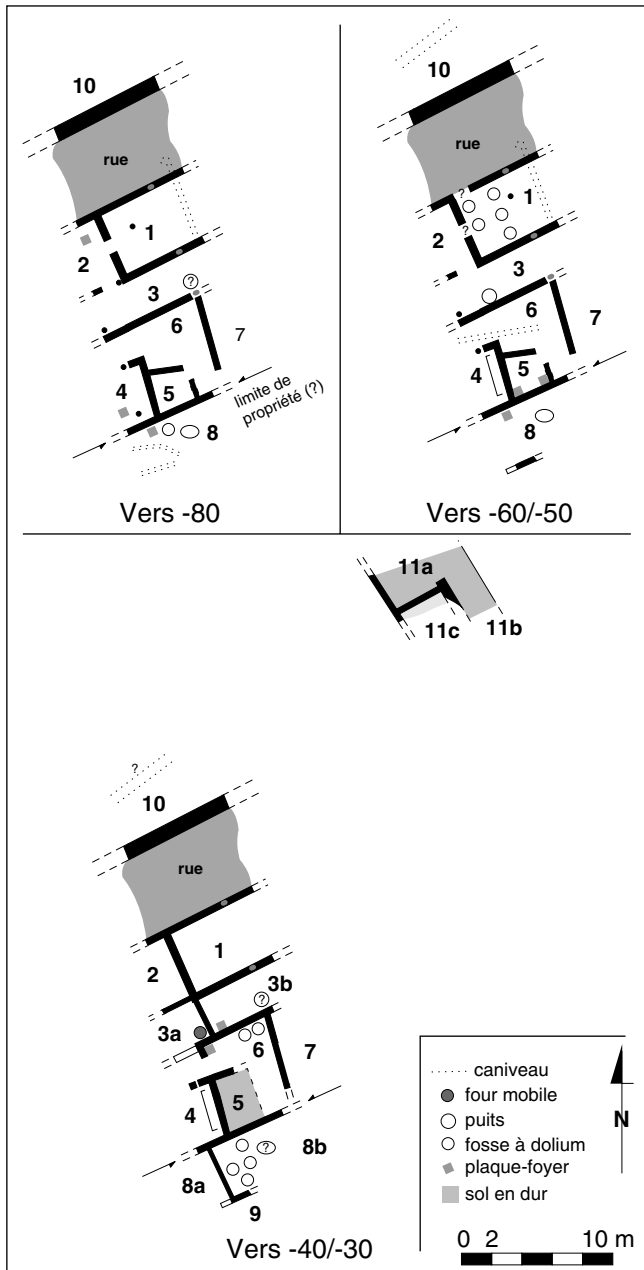 10
rue
1
2
3
?
6
7
4
5
8
limite de
propriété (?)
Vers -80
10
rue
?
1
2
?
3
6
7
4
5
8
Vers -60/-50
11a
11c
11b
?
10
rue
1
2
3b
?
3a
6
7
4
5
?
8b
8a
9
Vers -40/-30
caniveau
four mobile
puits
fosse à dolium
plaque-foyer
sol en dur
N
0 2 10 m